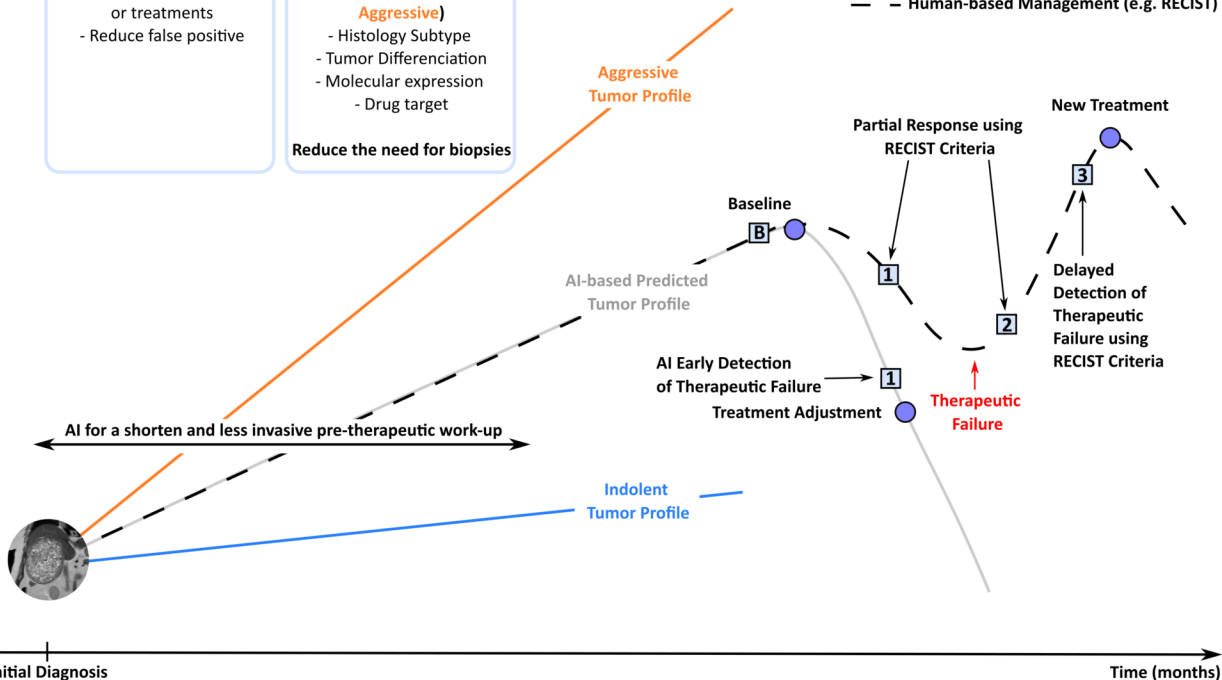 or treatments
- Reduce false positive
Aggressive)
- Histology Subtype
- Tumor Differenciation
- Molecular expression
- Drug target
Reduce the need for biopsies
Human-based Management (e.g. RECIST)
Aggressive
Tumor Profile
New Treatment
Partial Response using
RECIST Criteria
3
Baseline
B
1
2
AI-based Predicted
Tumor Profile
Delayed
Detection of
Therapeutic
Failure using
RECIST Criteria
AI Early Detection
of Therapeutic Failure
1
Treatment Adjustment
Therapeutic
Failure
AI for a shorten and less invasive pre-therapeutic work-up
Indolent
Tumor Profile
nitial Diagnosis
Time (months)